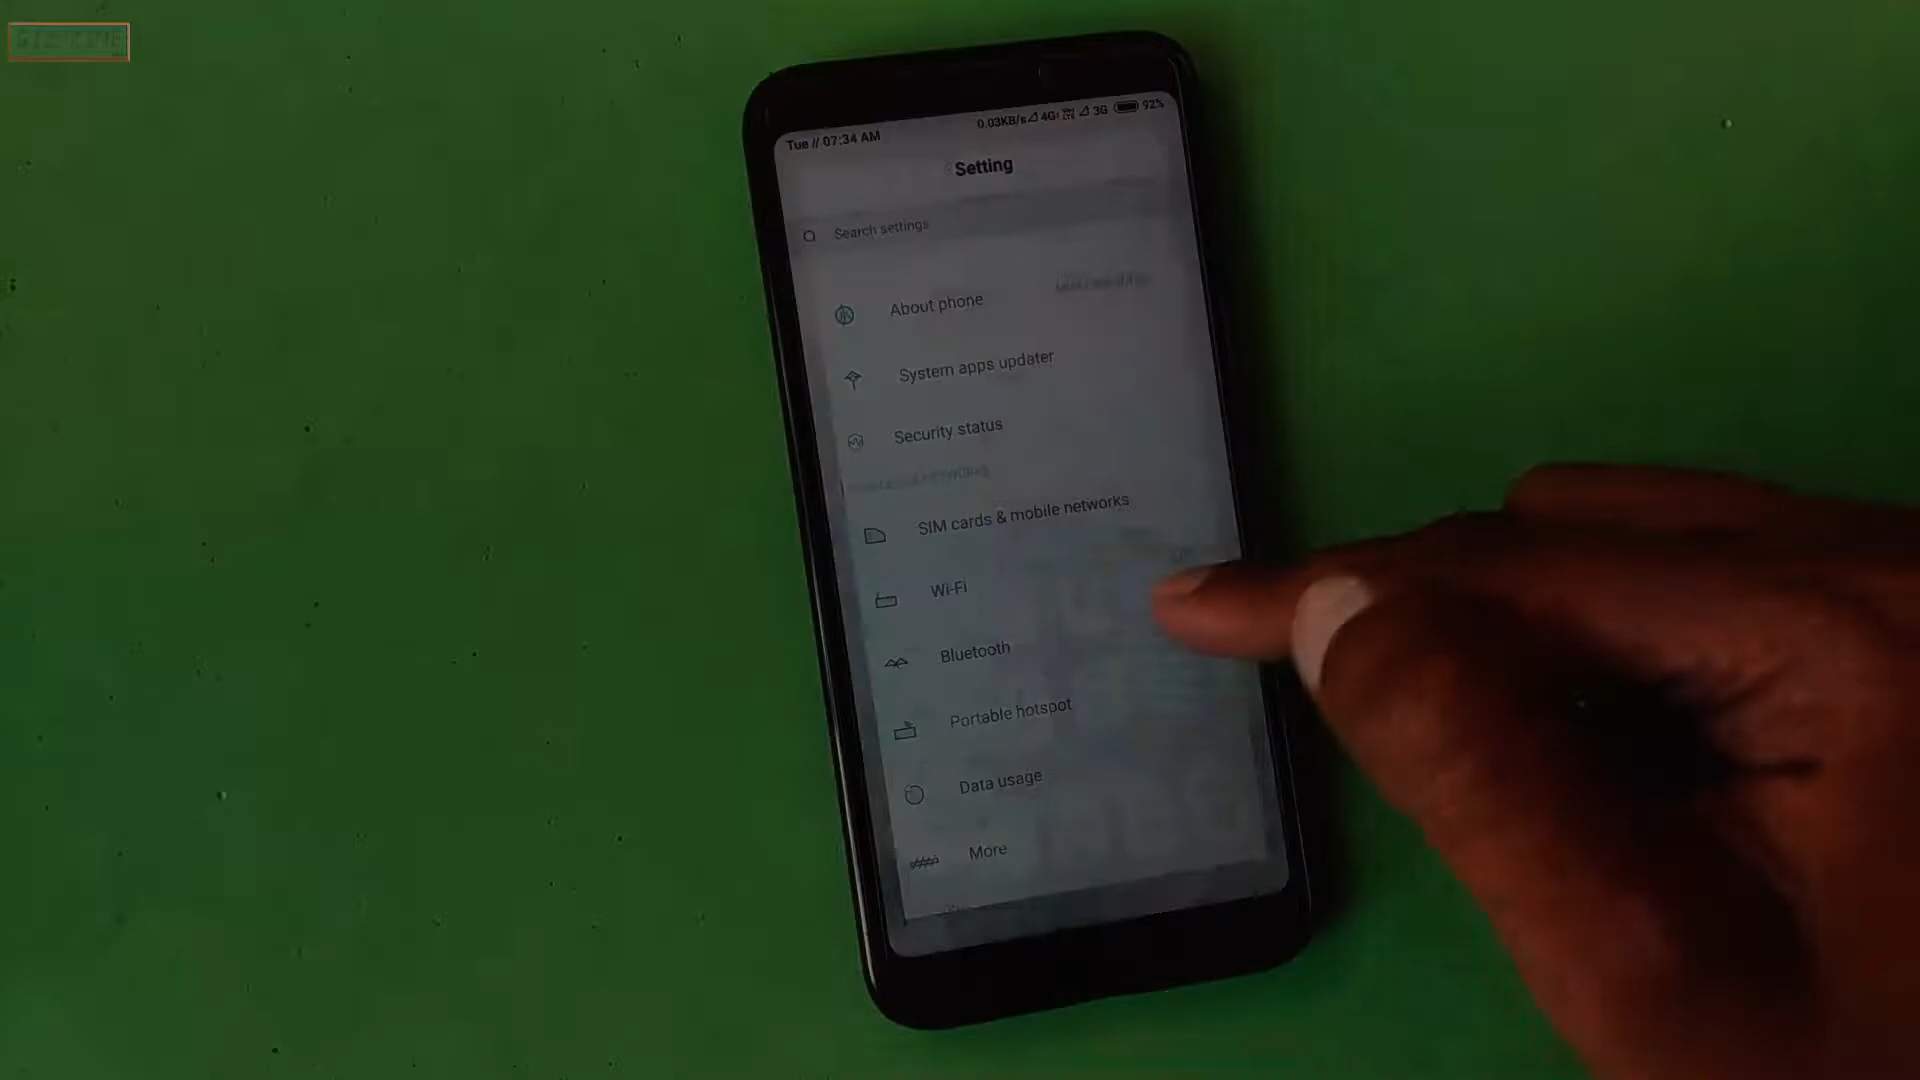 Tue // 07:34 AM
0.03KB/s 4G 3G 92%
Setting
Search settings
About phone
System apps updater
Security status
SIM cards & mobile networks
Wi-Fi
Bluetooth
Portable hotspot
Data usage
More